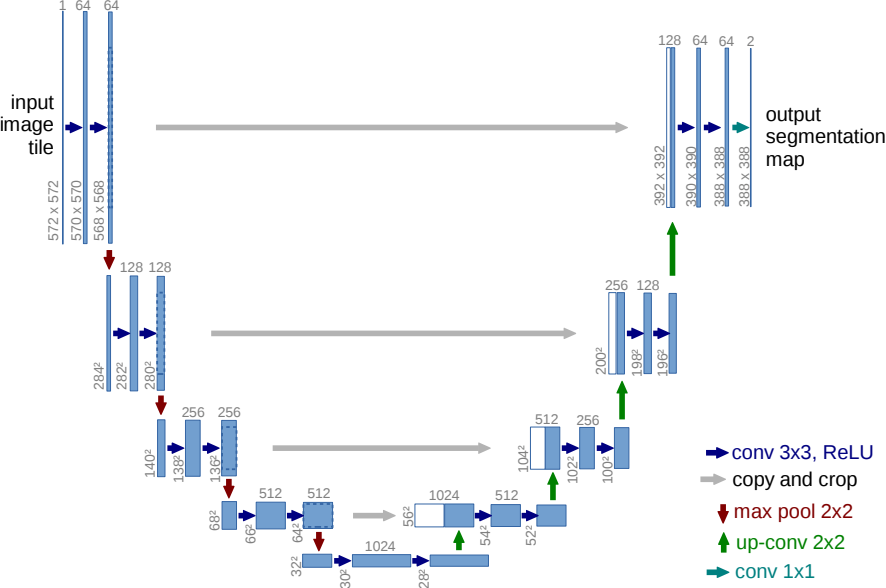 1 64 64
128 64 64 2
input
image
tile
output
segmentation
map
572 x 572
570 x 570
568 x 568
392 x 392
390 x 390
388 x 388
388 x 388
128 128
256 128
284²
282²
280²
200²
198²
196²
256 256
512 256
140²
138²
136²
104²
102²
100²
512 512
1024 512
68²
66²
64²
56²
54²
52²
1024
32²
30²
28²
conv 3x3, ReLU
copy and crop
max pool 2x2
up-conv 2x2
conv 1x1